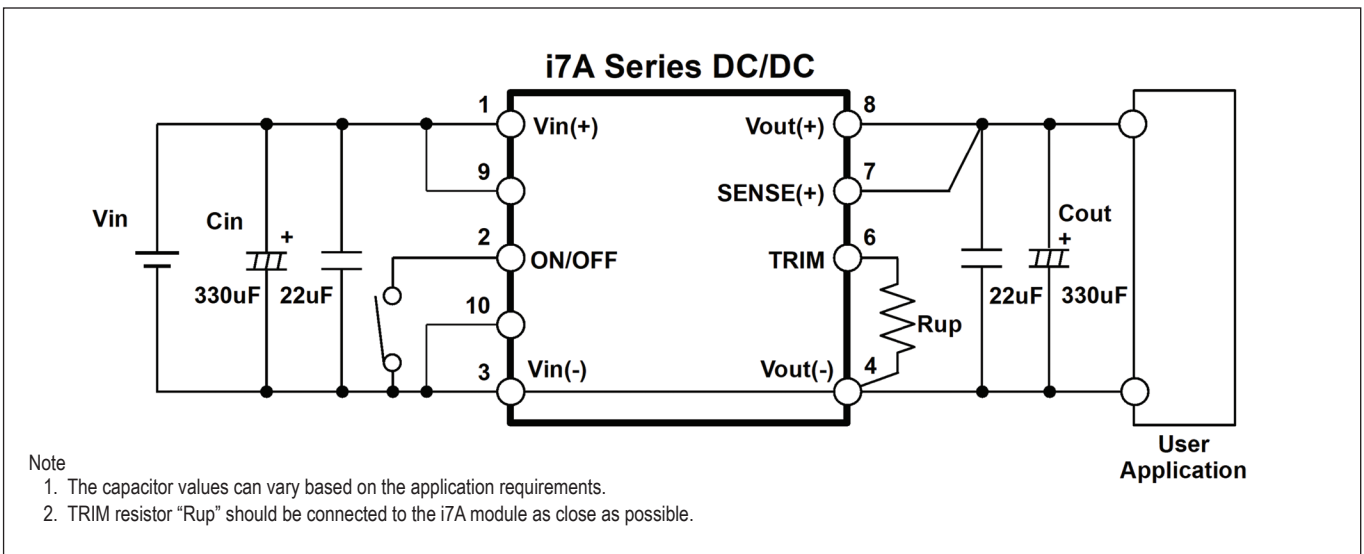 i7A Series DC/DC
1
Vin(+)
Vout(+)
8
9
SENSE(+)
7
Vin
Cin
+
330uF
22uF
2
ON/OFF
TRIM
6
Rup
Cout
+
22uF
330uF
10
3
Vin(-)
Vout(-)
4
User
Application
Note
1. The capacitor values can vary based on the application requirements.
2. TRIM resistor “Rup” should be connected to the i7A module as close as possible.